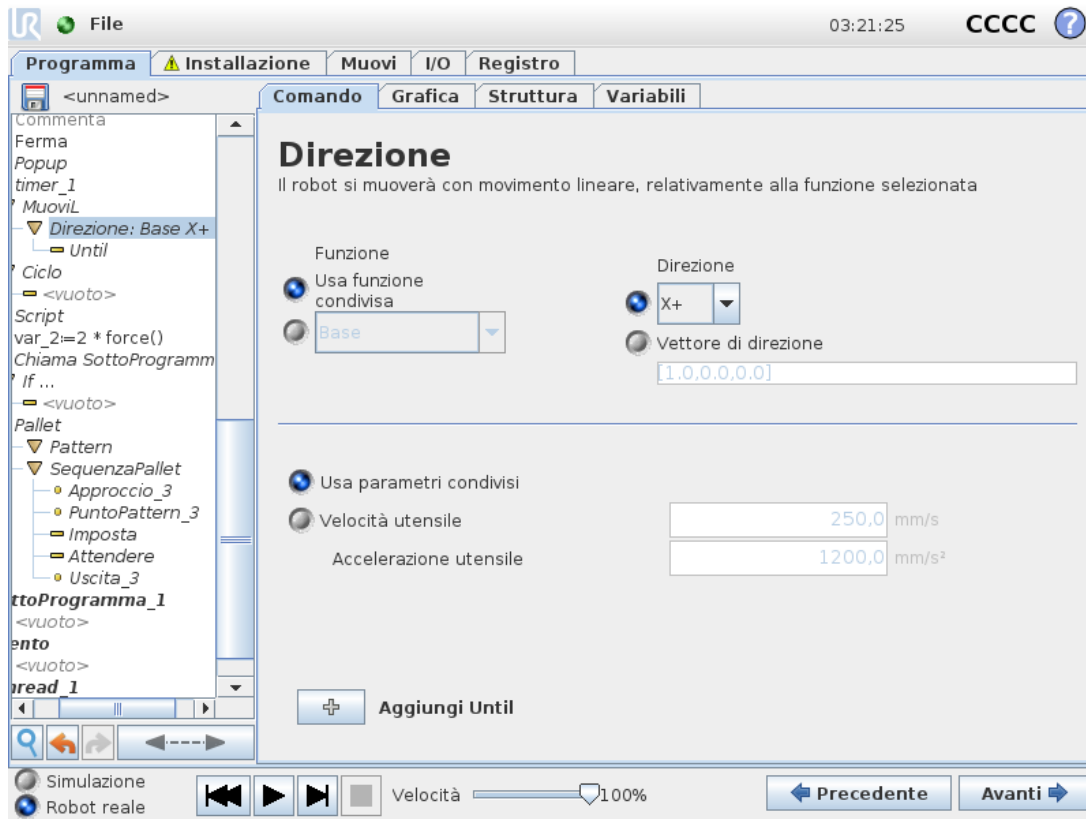 UR File 03:21:25 CCCC ?
Programma Installazione Muovi I/O Registro
<unnamed>
Comando Grafica Struttura Variabili
Commenta
Ferma
Popup
timer_1
MuoviL
Direzione: Base X+
Until
Ciclo
<vuoto>
Script
var_2:=2 * force()
Chiama SottoProgramm
If ...
<vuoto>
Pallet
Pattern
SequenzaPallet
Approccio_3
PuntoPattern_3
Imposta
Attendere
Uscita_3
ttoProgramma_1
<vuoto>
ento
<vuoto>
hread_1
Direzione
Il robot si muoverà con movimento lineare, relativamente alla funzione selezionata
Funzione
Usa funzione
condivisa
Base
Direzione
X+
Vettore di direzione
[1.0,0.0,0.0]
Usa parametri condivisi
Velocità utensile 250,0 mm/s
Accelerazione utensile 1200,0 mm/s²
Aggiungi Until
Simulazione
Robot reale
Velocità 100%
Precedente Avanti